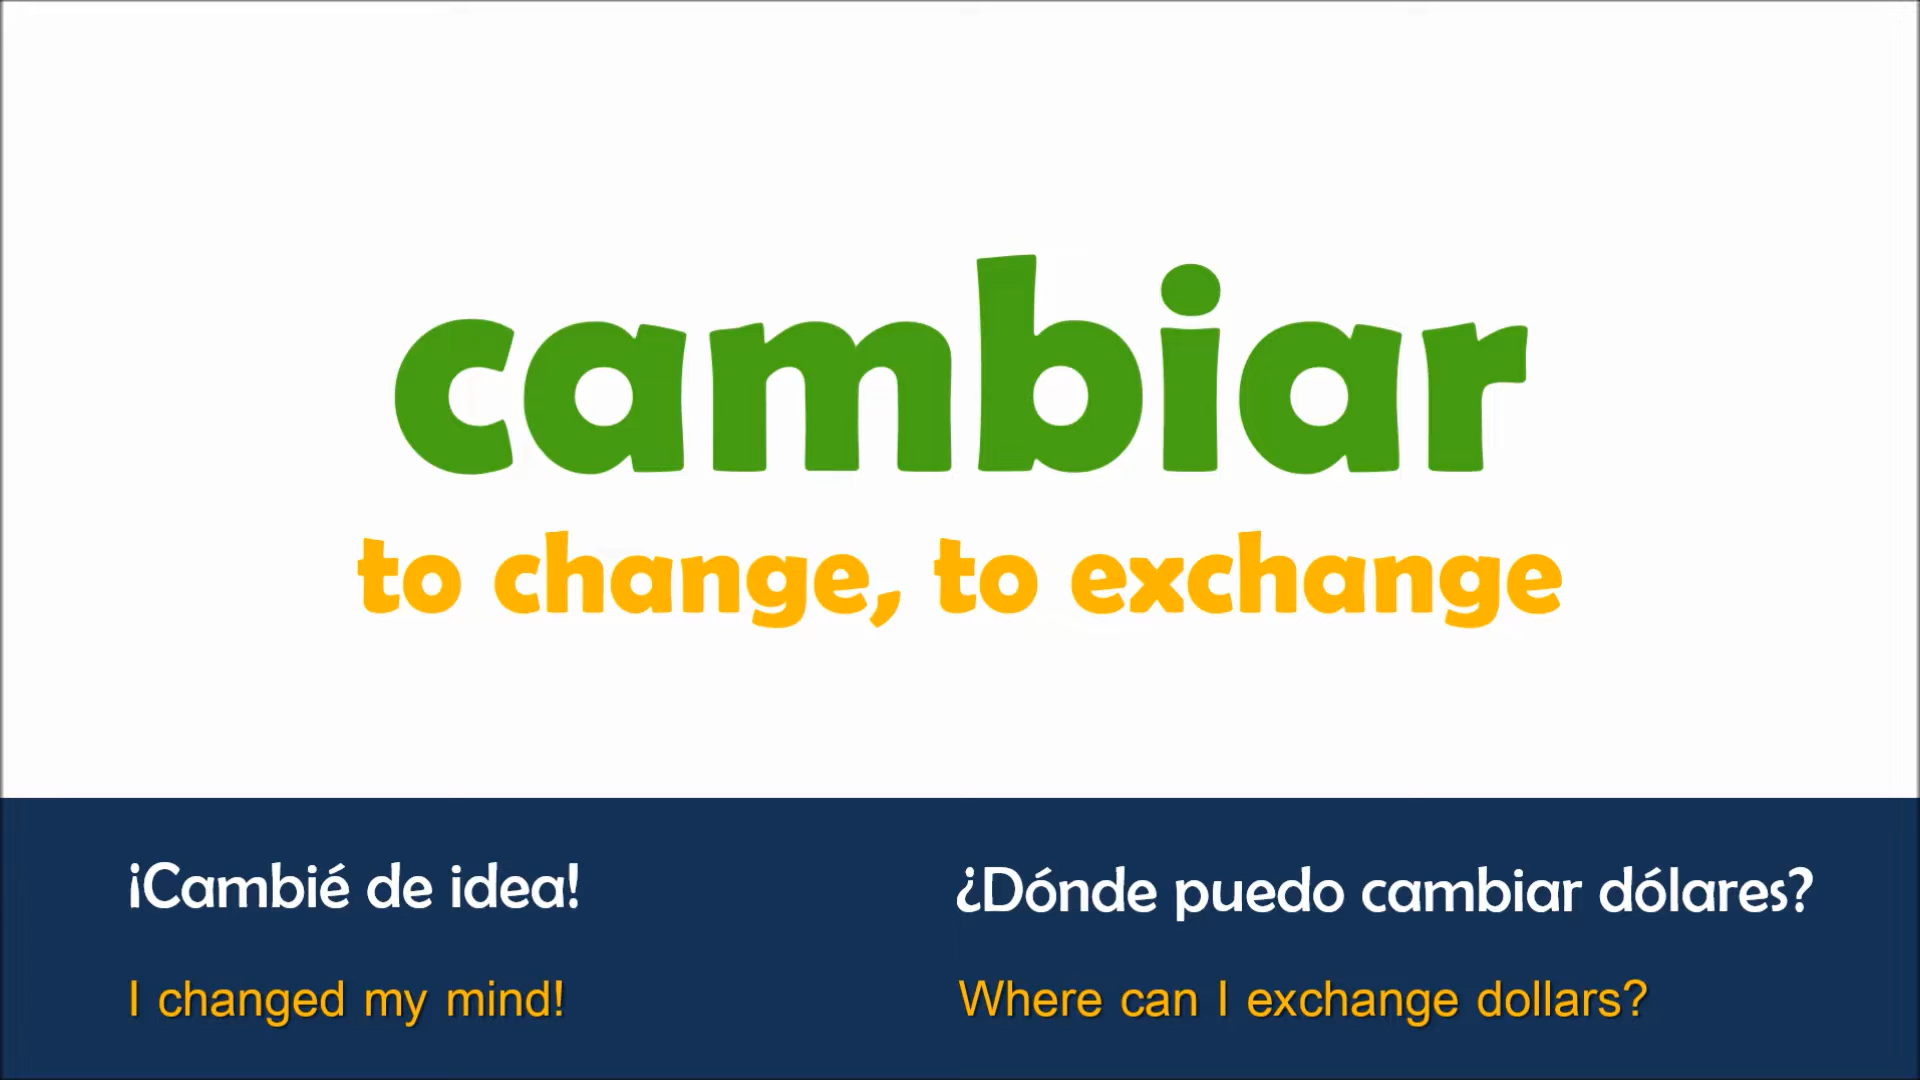 cambiar
to change, to exchange
¡Cambié de idea!
¿Dónde puedo cambiar dólares?
I changed my mind!
Where can I exchange dollars?